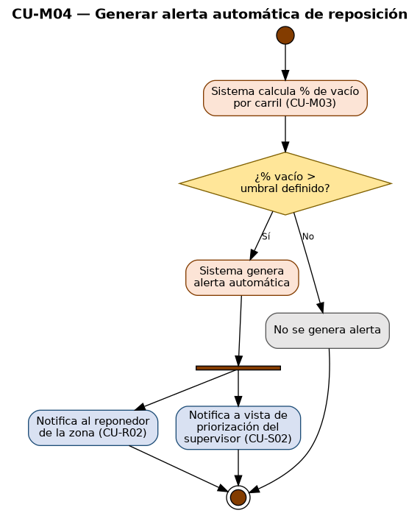 CU-M04 — Generar alerta automática de reposición
Sistema calcula % de vacío
por carril (CU-M03)
¿% vacío >
umbral definido?
Sí
No
Sistema genera
alerta automática
No se genera alerta
Notifica al reponedor
de la zona (CU-R02)
Notifica a vista de
priorización del
supervisor (CU-S02)